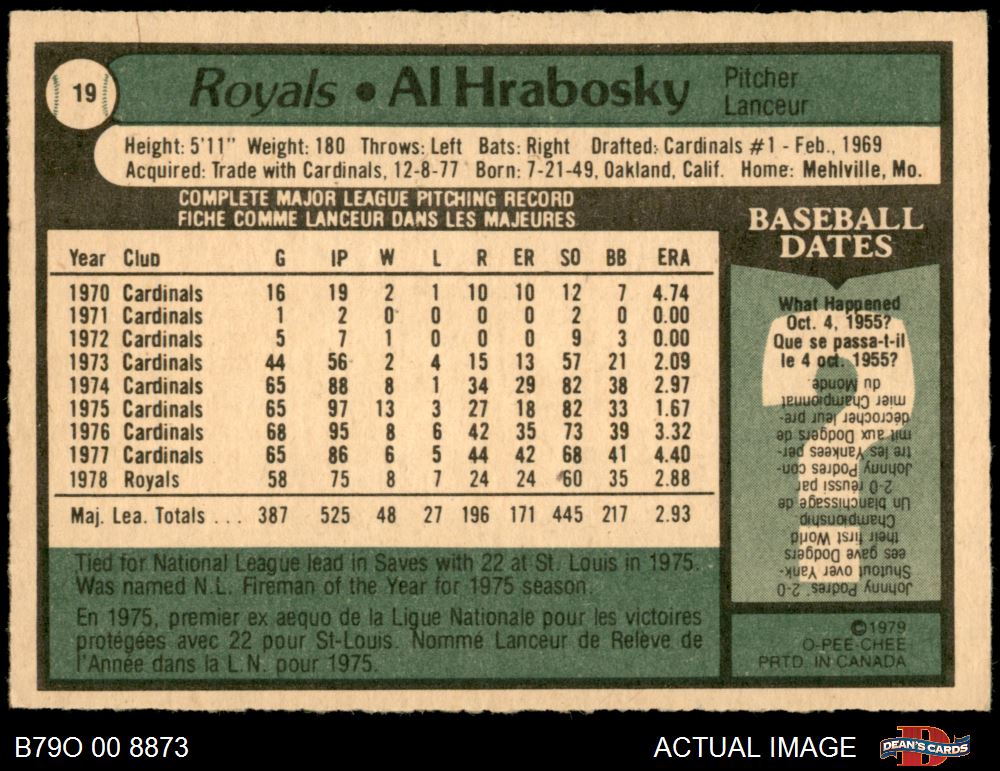 19
Royals • Al Hrabosky
Pitcher
Lanceur
Height: 5'11" Weight: 180 Throws: Left Bats: Right Drafted: Cardinals #1 - Feb., 1969
Acquired: Trade with Cardinals, 12-8-77 Born: 7-21-49, Oakland, Calif. Home: Mehlville, Mo.
COMPLETE MAJOR LEAGUE PITCHING RECORD
FICHE COMME LANCEUR DANS LES MAJEURES
Year Club G IP W L R ER SO BB ERA
1970 Cardinals 16 19 2 1 10 10 12 7 4.74
1971 Cardinals 1 2 0 0 0 0 2 0 0.00
1972 Cardinals 5 7 1 0 0 0 9 3 0.00
1973 Cardinals 44 56 2 4 15 13 57 21 2.09
1974 Cardinals 65 88 8 1 34 29 82 38 2.97
1975 Cardinals 65 97 13 3 27 18 82 33 1.67
1976 Cardinals 68 95 8 6 42 35 73 39 3.32
1977 Cardinals 65 86 6 5 44 42 68 41 4.40
1978 Royals 58 75 8 7 24 24 60 35 2.88
Maj. Lea. Totals ... 387 525 48 27 196 171 445 217 2.93
Tied for National League lead in Saves with 22 at St. Louis in 1975.
Was named N.L. Fireman of the Year for 1975 season.
En 1975, premier ex aequo de la Ligue Nationale pour les victoires
protégées avec 22 pour St-Louis. Nommé Lanceur de Relève de
l'Année dans la L.N. pour 1975.
BASEBALL
DATES
What Happened
Oct. 4, 1955?
Que se passa-t-il
le 4 oct. 1955?
Johnny Podres' 2-0
Shutout over Yank-
ees gave Dodgers
their first World
Championship
Un blanchissage de
2-0 réussi par
Johnny Podres con-
tre les Yankees per-
mit aux Dodgers de
décrocher leur pre-
mier Championnat
du Monde.
©1979
O-PEE-CHEE
PRTD. IN CANADA
B79O 00 8873
ACTUAL IMAGE
DEAN'S CARDS